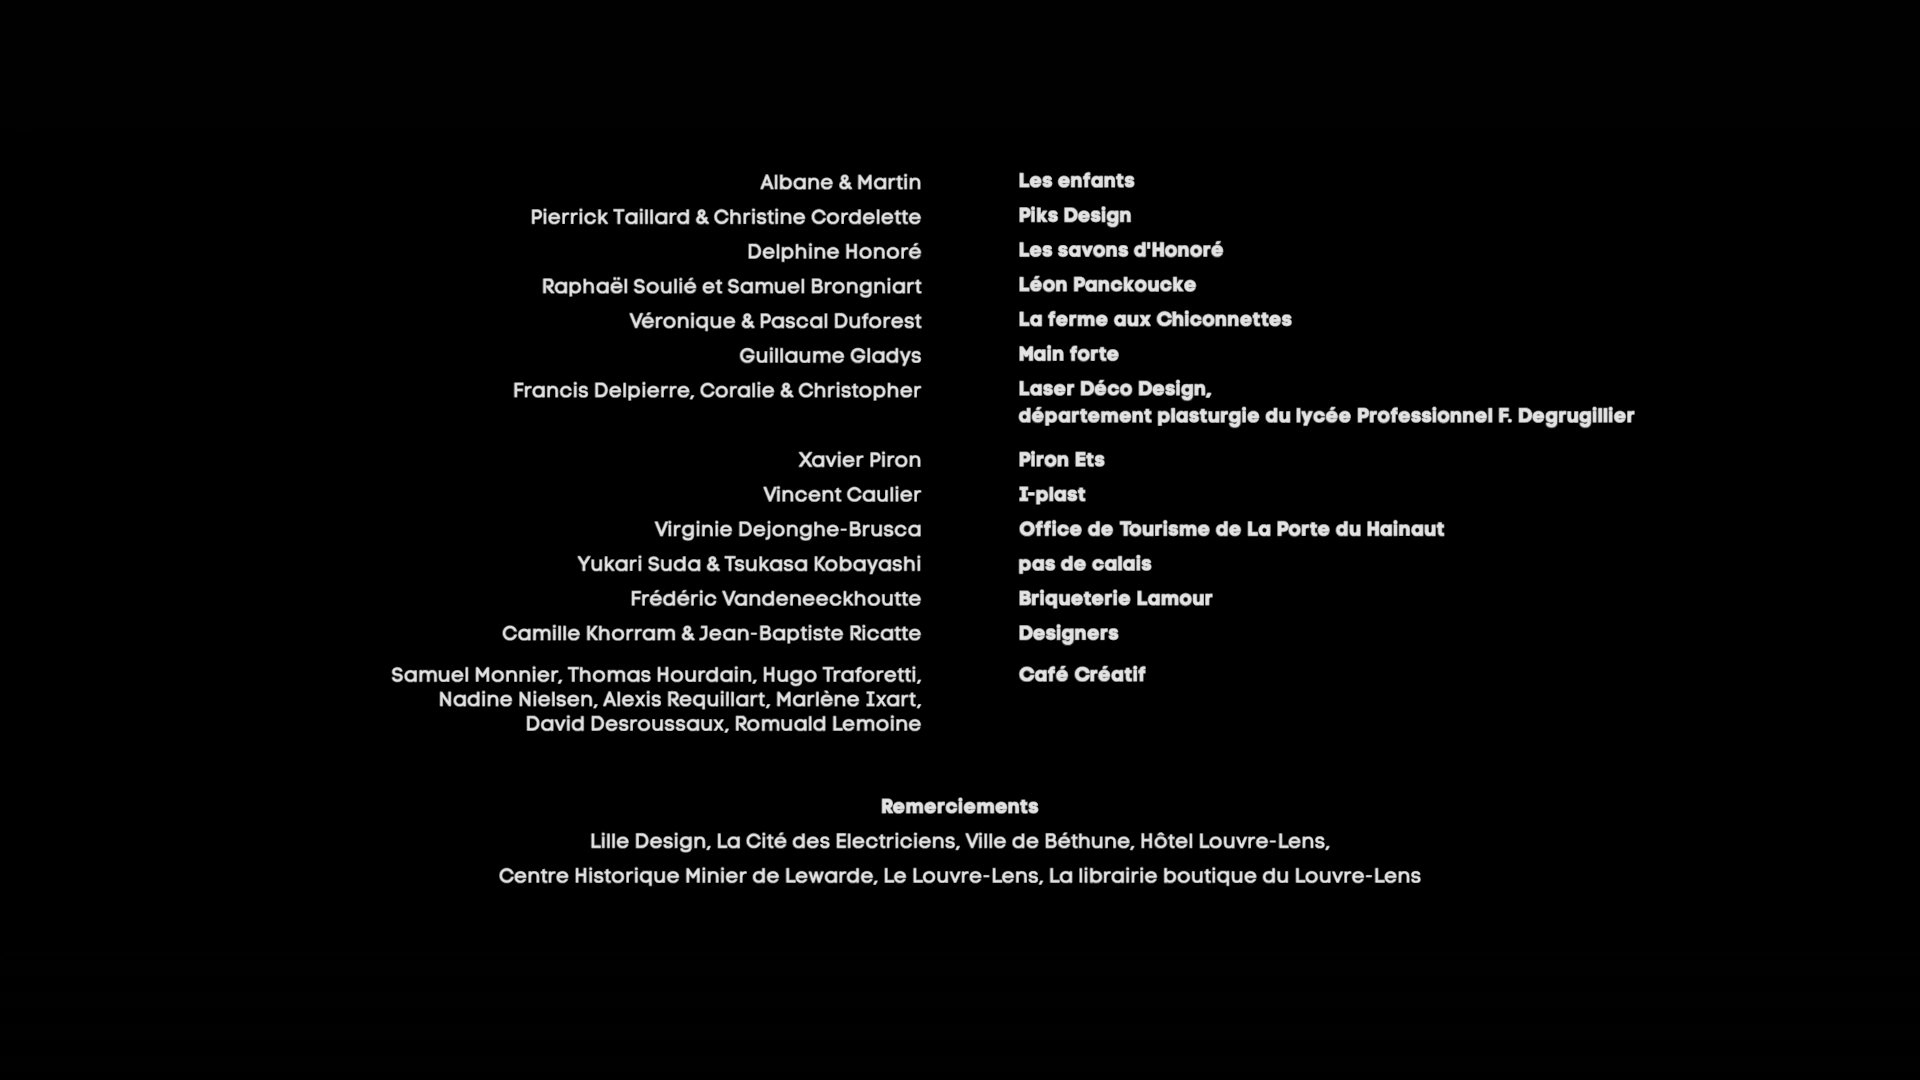 Albane & Martin Les enfants
Pierrick Taillard & Christine Cordelette Piks Design
Delphine Honoré Les savons d'Honoré
Raphaël Soulié et Samuel Brongniart Léon Panckoucke
Véronique & Pascal Duforest La ferme aux Chiconnettes
Guillaume Gladys Main forte
Francis Delpierre, Coralie & Christopher Laser Déco Design,
département plasturgie du lycée Professionnel F. Degrugillier
Xavier Piron Piron Ets
Vincent Caulier I-plast
Virginie Dejonghe-Brusca Office de Tourisme de La Porte du Hainaut
Yukari Suda & Tsukasa Kobayashi pas de calais
Frédéric Vandeneeckhoutte Briqueterie Lamour
Camille Khorram & Jean-Baptiste Ricatte Designers
Samuel Monnier, Thomas Hourdain, Hugo Traforetti, Café Créatif
Nadine Nielsen, Alexis Requillart, Marlène Ixart,
David Desroussaux, Romuald Lemoine
Remerciements
Lille Design, La Cité des Electriciens, Ville de Béthune, Hôtel Louvre-Lens,
Centre Historique Minier de Lewarde, Le Louvre-Lens, La librairie boutique du Louvre-Lens